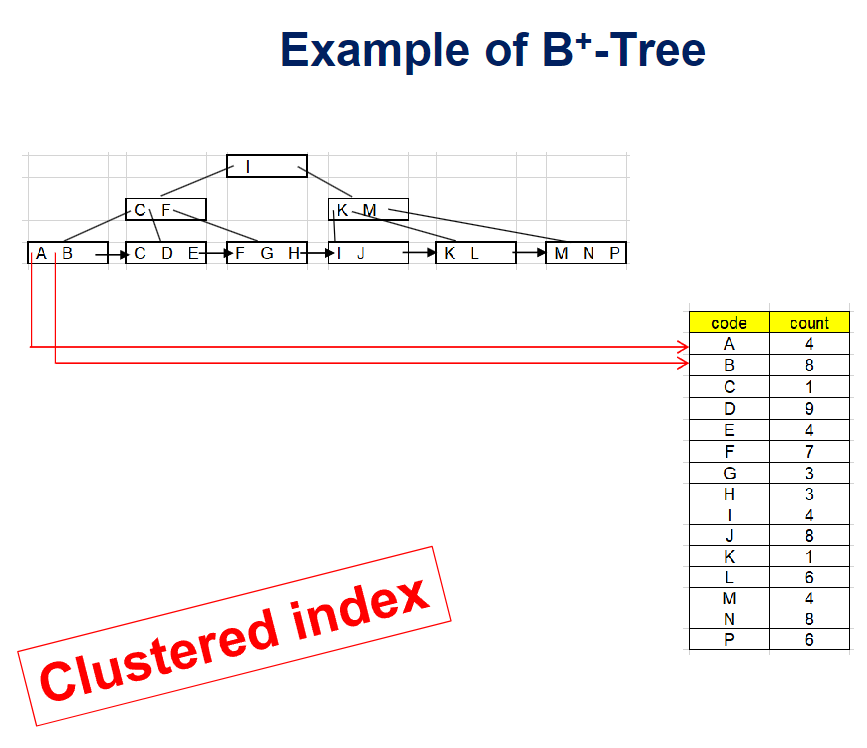 Example of B⁺-Tree
I
C F
K M
A B
C D E
F G H
I J
K L
M N P
code count
A 4
B 8
C 1
D 9
E 4
F 7
G 3
H 3
I 4
J 8
K 1
L 6
M 4
N 8
P 6
Clustered index